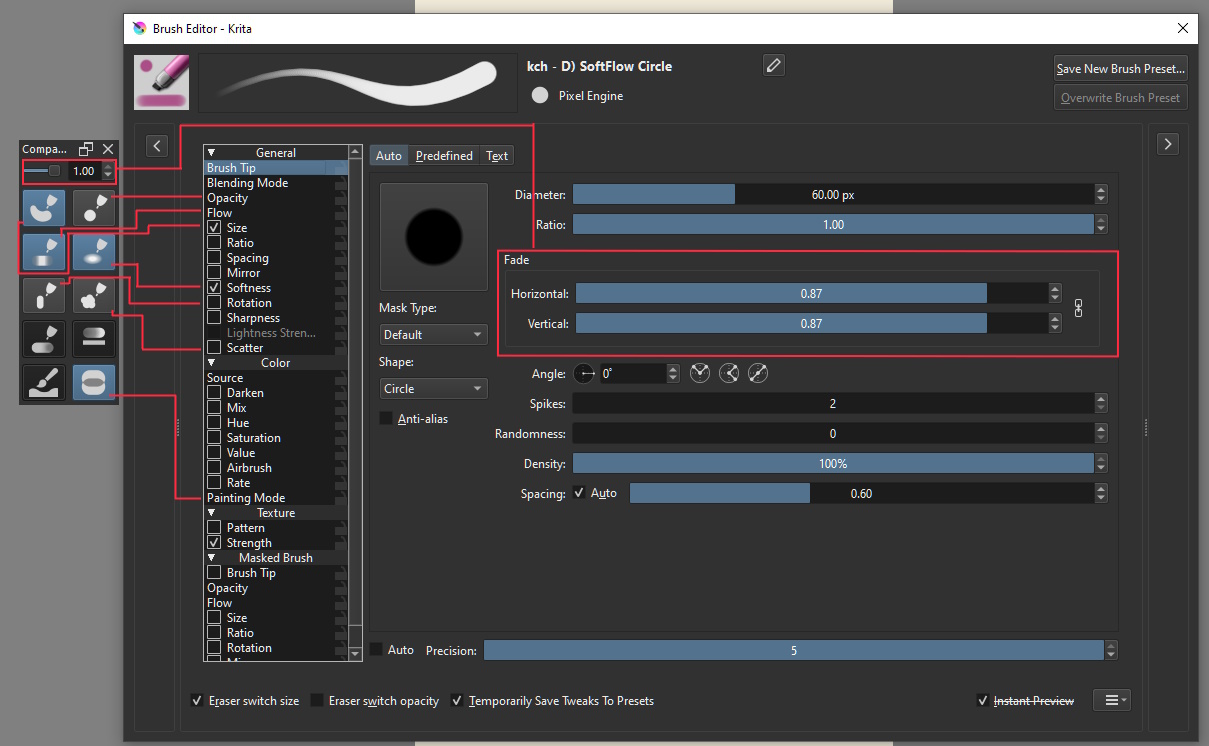 Brush Editor - Krita
kch - D) SoftFlow Circle
Pixel Engine
Save New Brush Preset...
Overwrite Brush Preset
Compa...
1.00
General
Brush Tip
Blending Mode
Opacity
Flow
Size
Ratio
Spacing
Mirror
Softness
Rotation
Sharpness
Lightness Stren...
Scatter
Color
Source
Darken
Mix
Hue
Saturation
Value
Airbrush
Rate
Painting Mode
Texture
Pattern
Strength
Masked Brush
Brush Tip
Opacity
Flow
Size
Ratio
Rotation
Auto Predefined Text
Mask Type:
Default
Shape:
Circle
Anti-alias
Diameter: 60.00 px
Ratio: 1.00
Fade
Horizontal: 0.87
Vertical: 0.87
Angle: 0°
Spikes: 2
Randomness: 0
Density: 100%
Spacing: Auto 0.60
Auto Precision: 5
Eraser switch size Eraser switch opacity Temporarily Save Tweaks To Presets Instant Preview